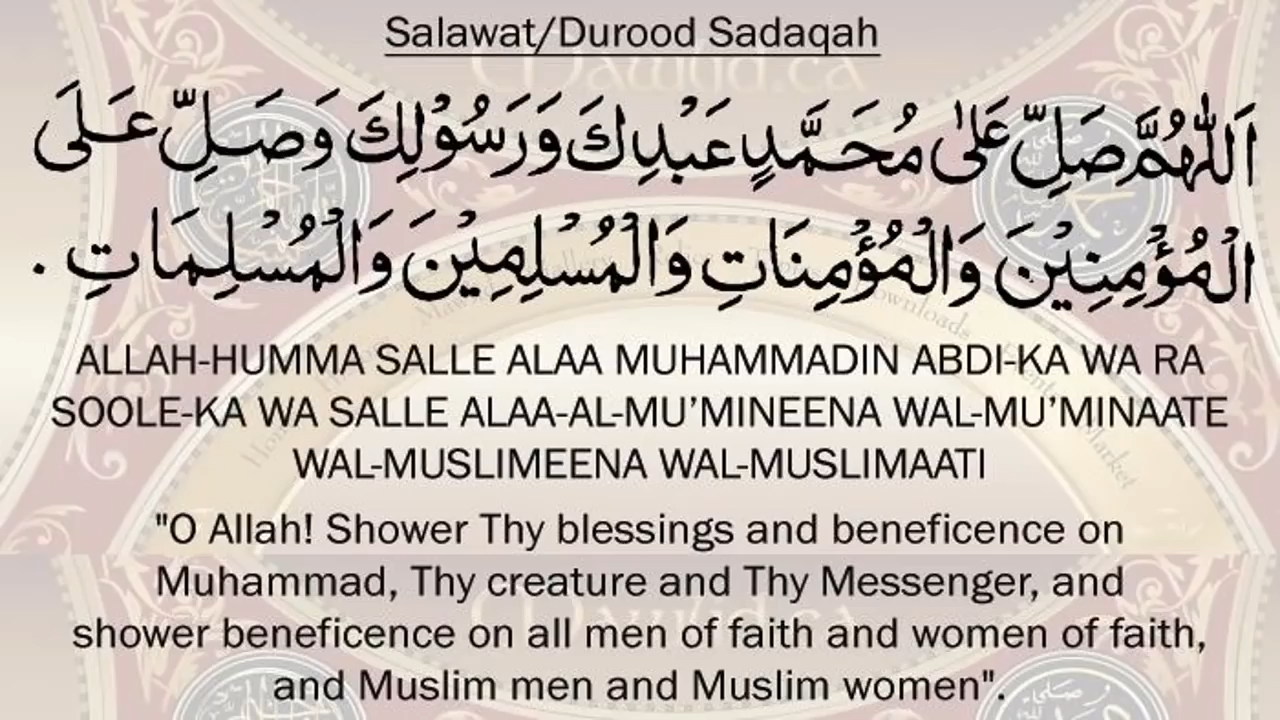 Salawat/Durood Sadaqah
اَللّٰهُمَّ صَلِّ عَلٰى مُحَمَّدٍ عَبْدِكَ وَرَسُوْلِكَ وَصَلِّ عَلَى
الْمُؤْمِنِيْنَ وَالْمُؤْمِنَاتِ وَالْمُسْلِمِيْنَ وَالْمُسْلِمَاتِ .
ALLAH-HUMMA SALLE ALAA MUHAMMADIN ABDI-KA WA RA
SOOLE-KA WA SALLE ALAA-AL-MU’MINEENA WAL-MU’MINAATE
WAL-MUSLIMEENA WAL-MUSLIMAATI
"O Allah! Shower Thy blessings and beneficence on
Muhammad, Thy creature and Thy Messenger, and
shower beneficence on all men of faith and women of faith,
and Muslim men and Muslim women".